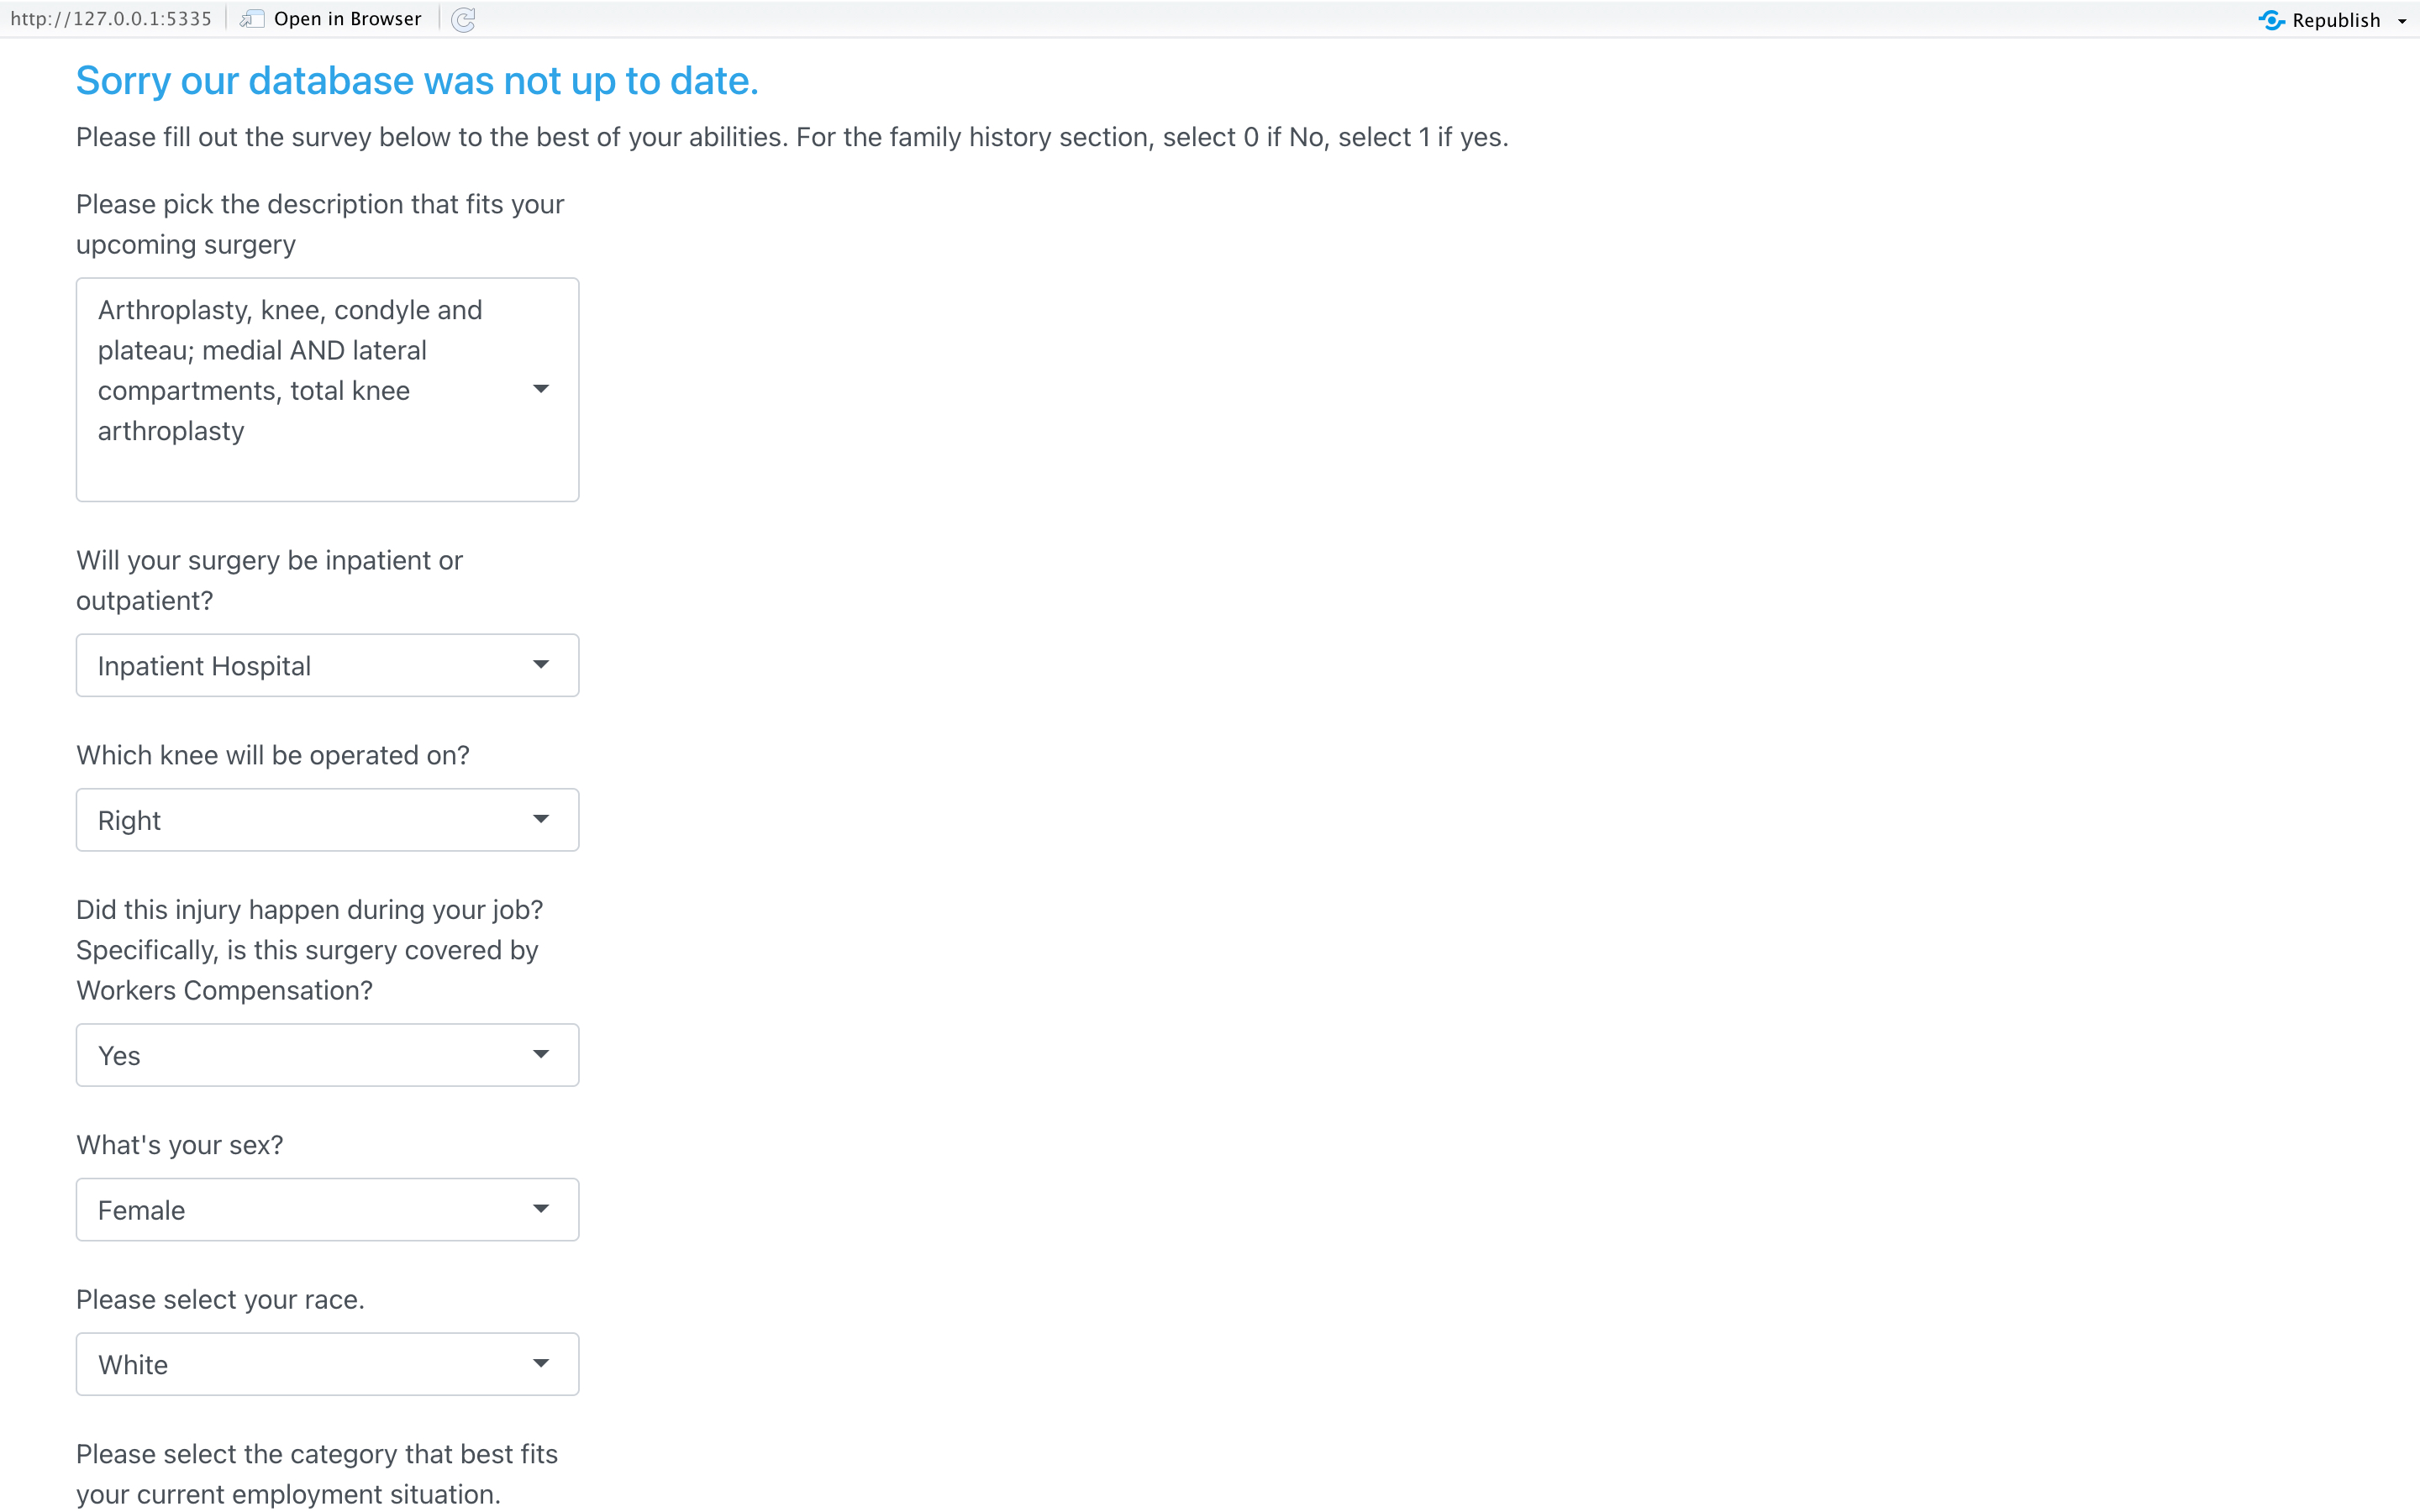 http://127.0.0.1:5335 Open in Browser Republish
Sorry our database was not up to date.
Please fill out the survey below to the best of your abilities. For the family history section, select 0 if No, select 1 if yes.
Please pick the description that fits your
upcoming surgery
Arthroplasty, knee, condyle and
plateau; medial AND lateral
compartments, total knee
arthroplasty
Will your surgery be inpatient or
outpatient?
Inpatient Hospital
Which knee will be operated on?
Right
Did this injury happen during your job?
Specifically, is this surgery covered by
Workers Compensation?
Yes
What's your sex?
Female
Please select your race.
White
Please select the category that best fits
your current employment situation.